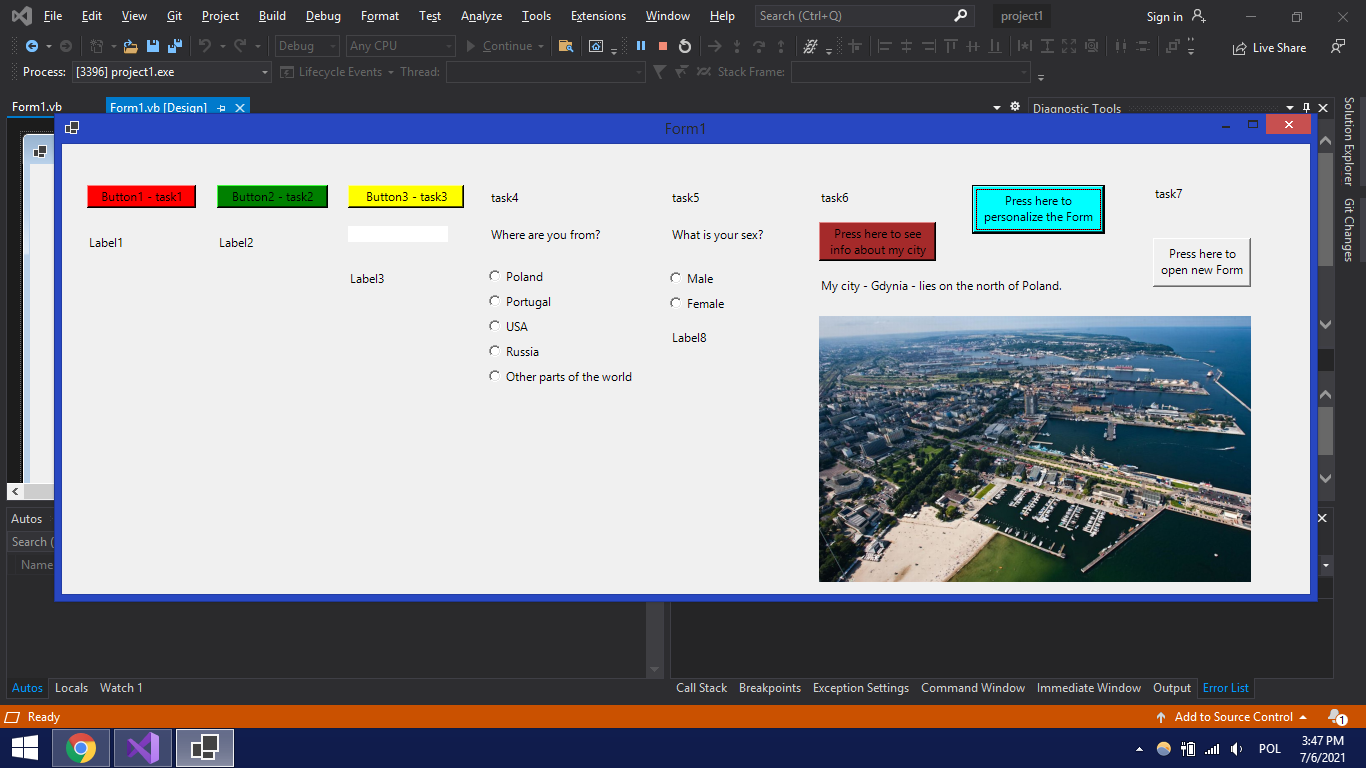 File Edit View Git Project Build Debug Format Test Analyze Tools Extensions Window Help Search (Ctrl+Q) project1 Sign in
Debug Any CPU Continue Live Share
Process: [3396] project1.exe Lifecycle Events Thread: Stack Frame:
Form1.vb Form1.vb [Design] Diagnostic Tools
Solution Explorer
Git Changes
Form1
Button1 - task1 Button2 - task2 Button3 - task3 task4 task5 task6 Press here to task7
personalize the Form
Label1 Label2 Where are you from? What is your sex? Press here to see
info about my city
Press here to
open new Form
Label3 Poland Male My city - Gdynia - lies on the north of Poland.
Portugal Female
USA
Label8
Russia
Other parts of the world
Autos
Search (
Name
Autos Locals Watch 1 Call Stack Breakpoints Exception Settings Command Window Immediate Window Output Error List
Ready Add to Source Control 1
POL 3:47 PM
7/6/2021